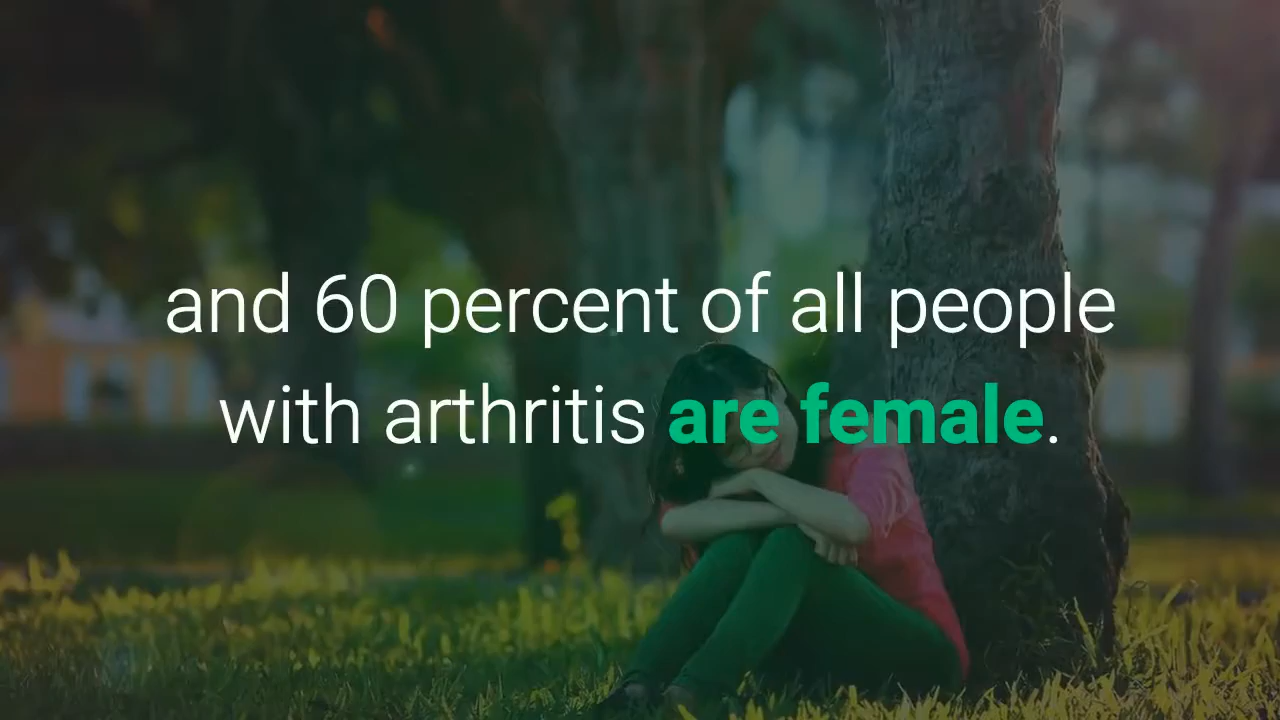 and 60 percent of all people
with arthritis are female.